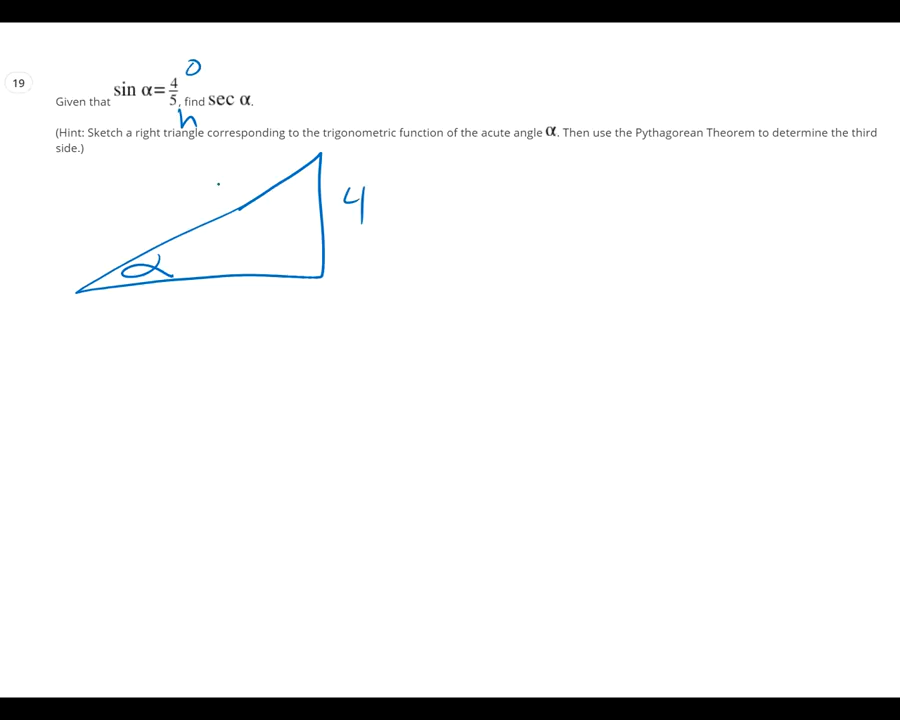 o
19
Given that sin α=4/5, find sec α.
h
(Hint: Sketch a right triangle corresponding to the trigonometric function of the acute angle α. Then use the Pythagorean Theorem to determine the third
side.)
4
α